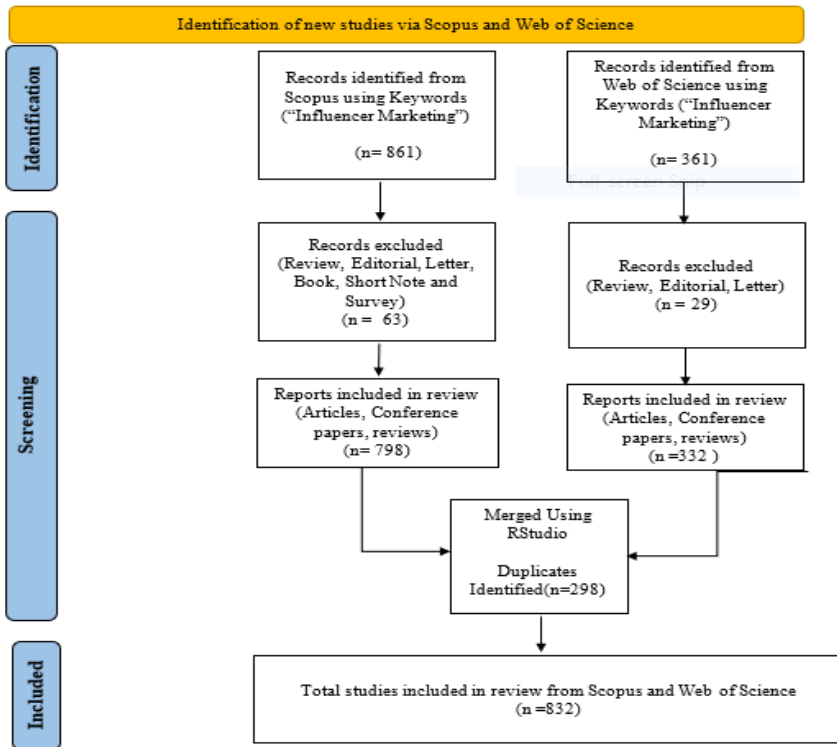 Identification of new studies via Scopus and Web of Science
Identification
Records identified from
Scopus using Keywords
("Influencer Marketing")
(n= 861)
Records identified from
Web of Science using
Keywords ("Influencer
Marketing")
(n= 361)
Full-screen Snip
Screening
Records excluded
(Review, Editorial, Letter,
Book, Short Note and
Survey)
(n = 63)
Records excluded
(Review, Editorial, Letter)
(n = 29)
Reports included in review
(Articles, Conference
papers, reviews)
(n= 798)
Reports included in review
(Articles, Conference
papers, reviews)
(n =332 )
Merged Using
RStudio
Duplicates
Identified(n=298)
Included
Total studies included in review from Scopus and Web of Science
(n =832)